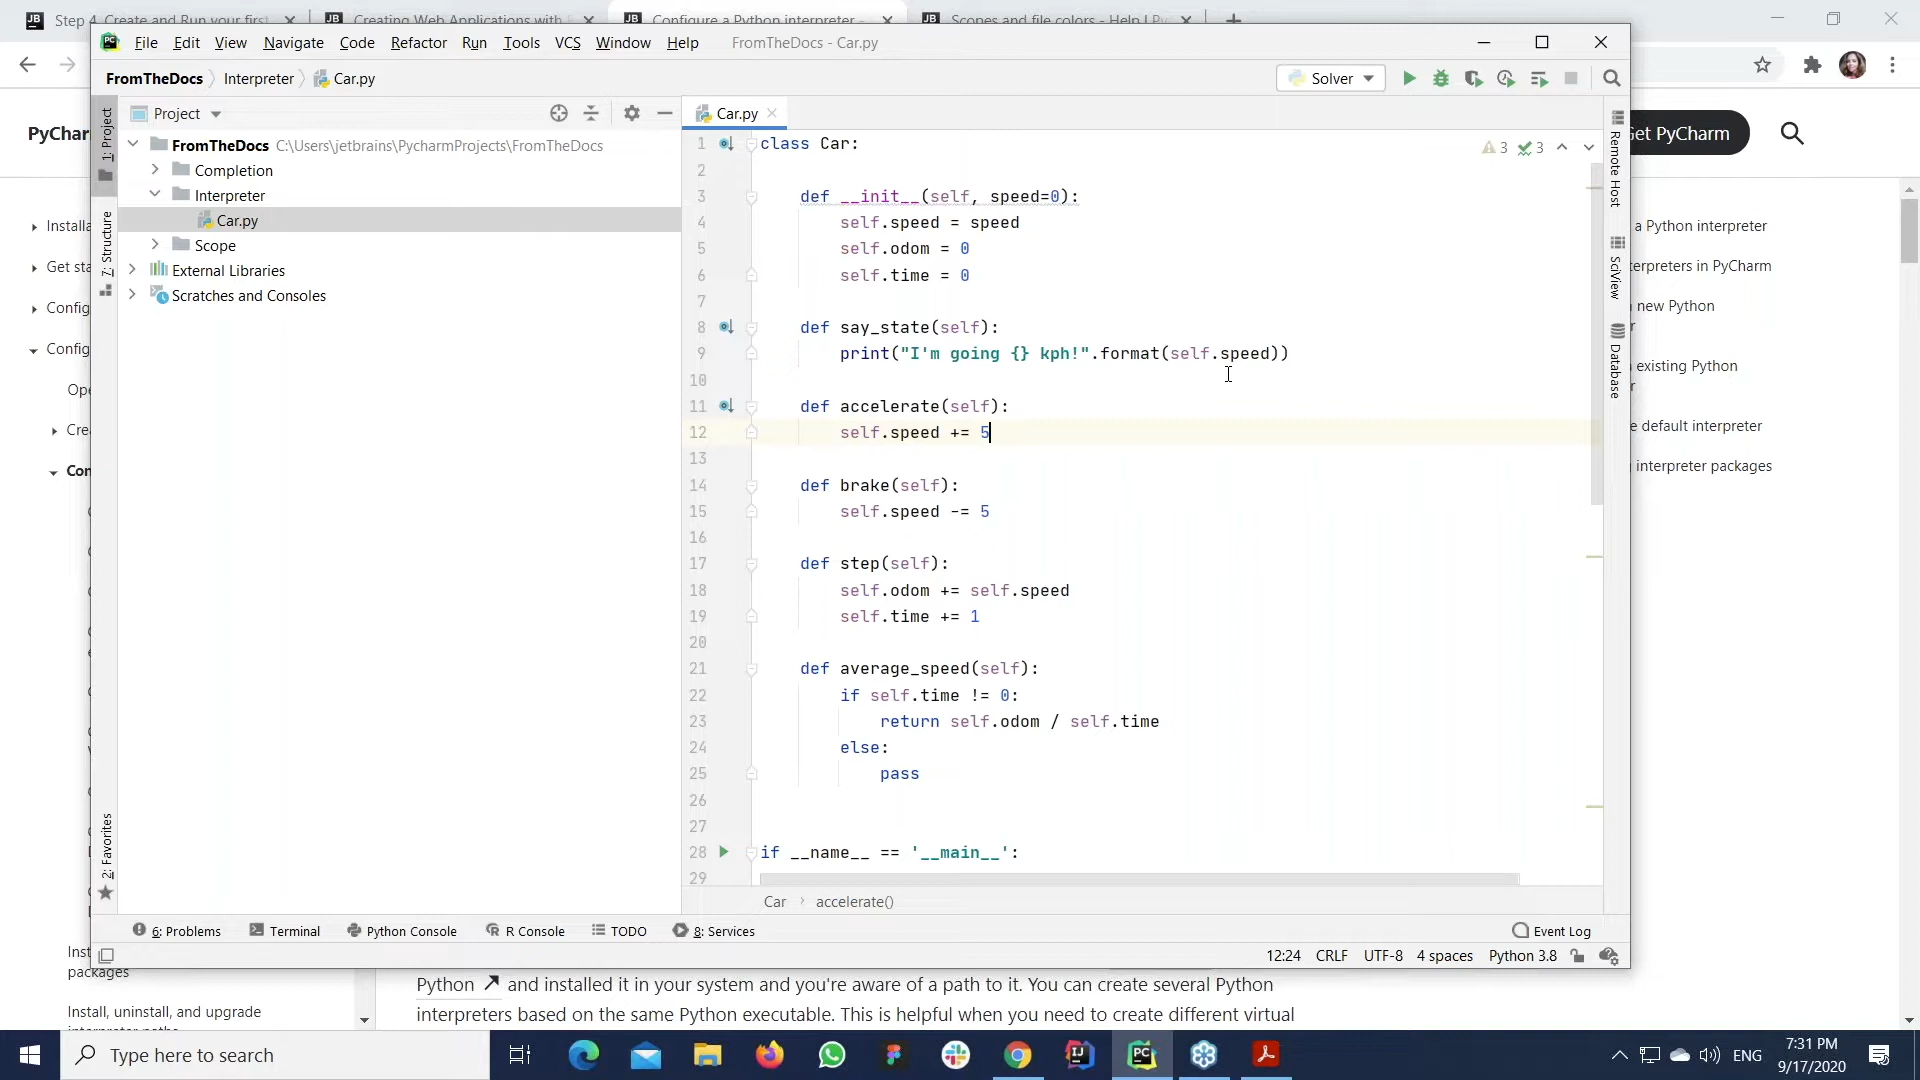 Step 4. Create and Run your first
Creating Web Applications with
Configure a Python interpreter -
Scopes and file colors - Help | Py
File Edit View Navigate Code Refactor Run Tools VCS Window Help FromTheDocs - Car.py
FromTheDocs Interpreter Car.py
Solver
Project
Car.py
FromTheDocs C:\Users\jetbrains\PycharmProjects\FromTheDocs
Completion
Interpreter
Car.py
Scope
External Libraries
Scratches and Consoles
1: Project
7: Structure
2: Favorites
3 3
1 class Car:
2
3 def __init__(self, speed=0):
4 self.speed = speed
5 self.odom = 0
6 self.time = 0
7
8 def say_state(self):
9 print("I'm going {} kph!".format(self.speed))
10
11 def accelerate(self):
12 self.speed += 5
13
14 def brake(self):
15 self.speed -= 5
16
17 def step(self):
18 self.odom += self.speed
19 self.time += 1
20
21 def average_speed(self):
22 if self.time != 0:
23 return self.odom / self.time
24 else:
25 pass
26
27
28 if __name__ == '__main__':
29
Car accelerate()
Remote Host
SciView
Database
6: Problems Terminal Python Console R Console TODO 8: Services Event Log
12:24 CRLF UTF-8 4 spaces Python 3.8
PyChar
Get PyCharm
Installa
Get sta
Config
Config
Ope
Cre
Con
Inst
packages
Install, uninstall, and upgrade
a Python interpreter
terpreters in PyCharm
new Python
existing Python
e default interpreter
interpreter packages
Python and installed it in your system and you're aware of a path to it. You can create several Python
interpreters based on the same Python executable. This is helpful when you need to create different virtual
Type here to search
ENG
7:31 PM
9/17/2020